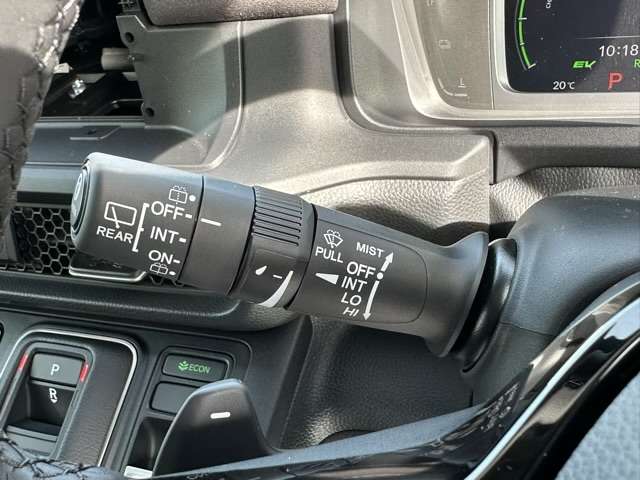 10:18
EV
R
20°C
P
OFF
INT
ON
REAR
MIST
PULL
OFF
INT
LO
HI
P
R
ECON